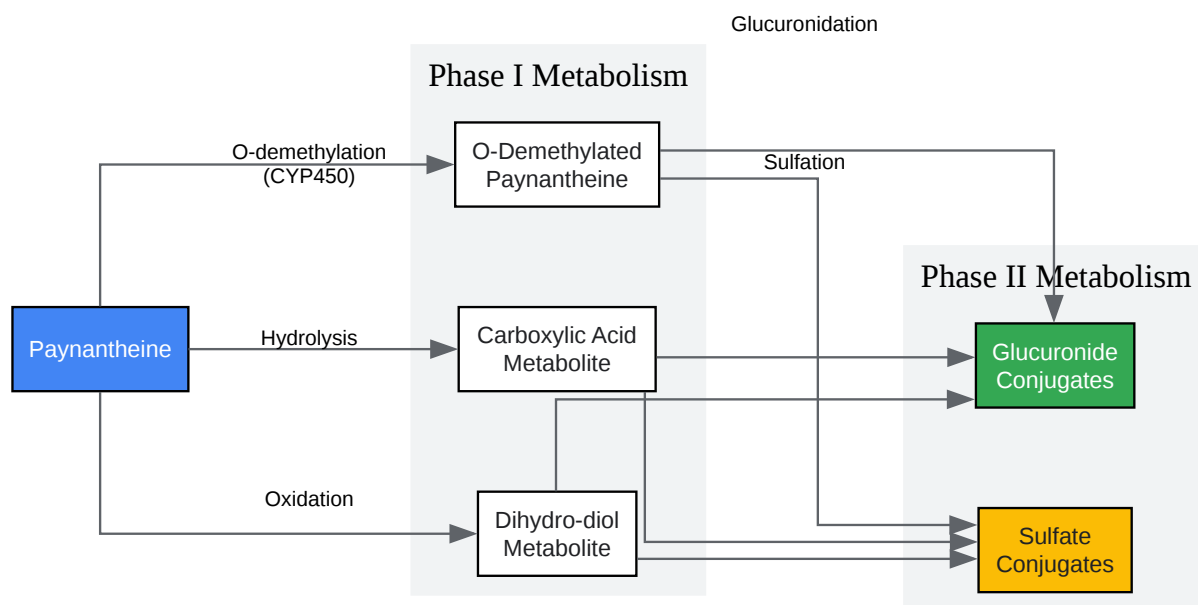 Glucuronidation
Phase I Metabolism
O-demethylation
(CYP450)
O-Demethylated
Paynantheine
Sulfation
Phase II Metabolism
Paynantheine
Hydrolysis
Carboxylic Acid
Metabolite
Glucuronide
Conjugates
Oxidation
Dihydro-diol
Metabolite
Sulfate
Conjugates